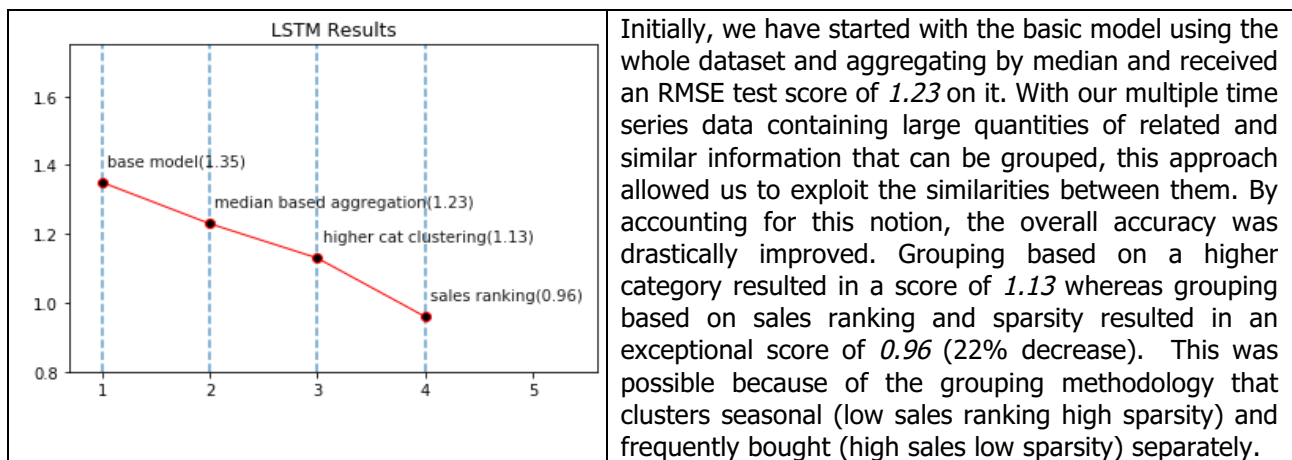 LSTM Results
1.6
1.4
1.2
1.0
0.8
base model(1.35)
median based aggregation(1.23)
higher cat clustering(1.13)
sales ranking(0.96)
1 2 3 4 5
Initially, we have started with the basic model using the
whole dataset and aggregating by median and received
an RMSE test score of 1.23 on it. With our multiple time
series data containing large quantities of related and
similar information that can be grouped, this approach
allowed us to exploit the similarities between them. By
accounting for this notion, the overall accuracy was
drastically improved. Grouping based on a higher
category resulted in a score of 1.13 whereas grouping
based on sales ranking and sparsity resulted in an
exceptional score of 0.96 (22% decrease). This was
possible because of the grouping methodology that
clusters seasonal (low sales ranking high sparsity) and
frequently bought (high sales low sparsity) separately.